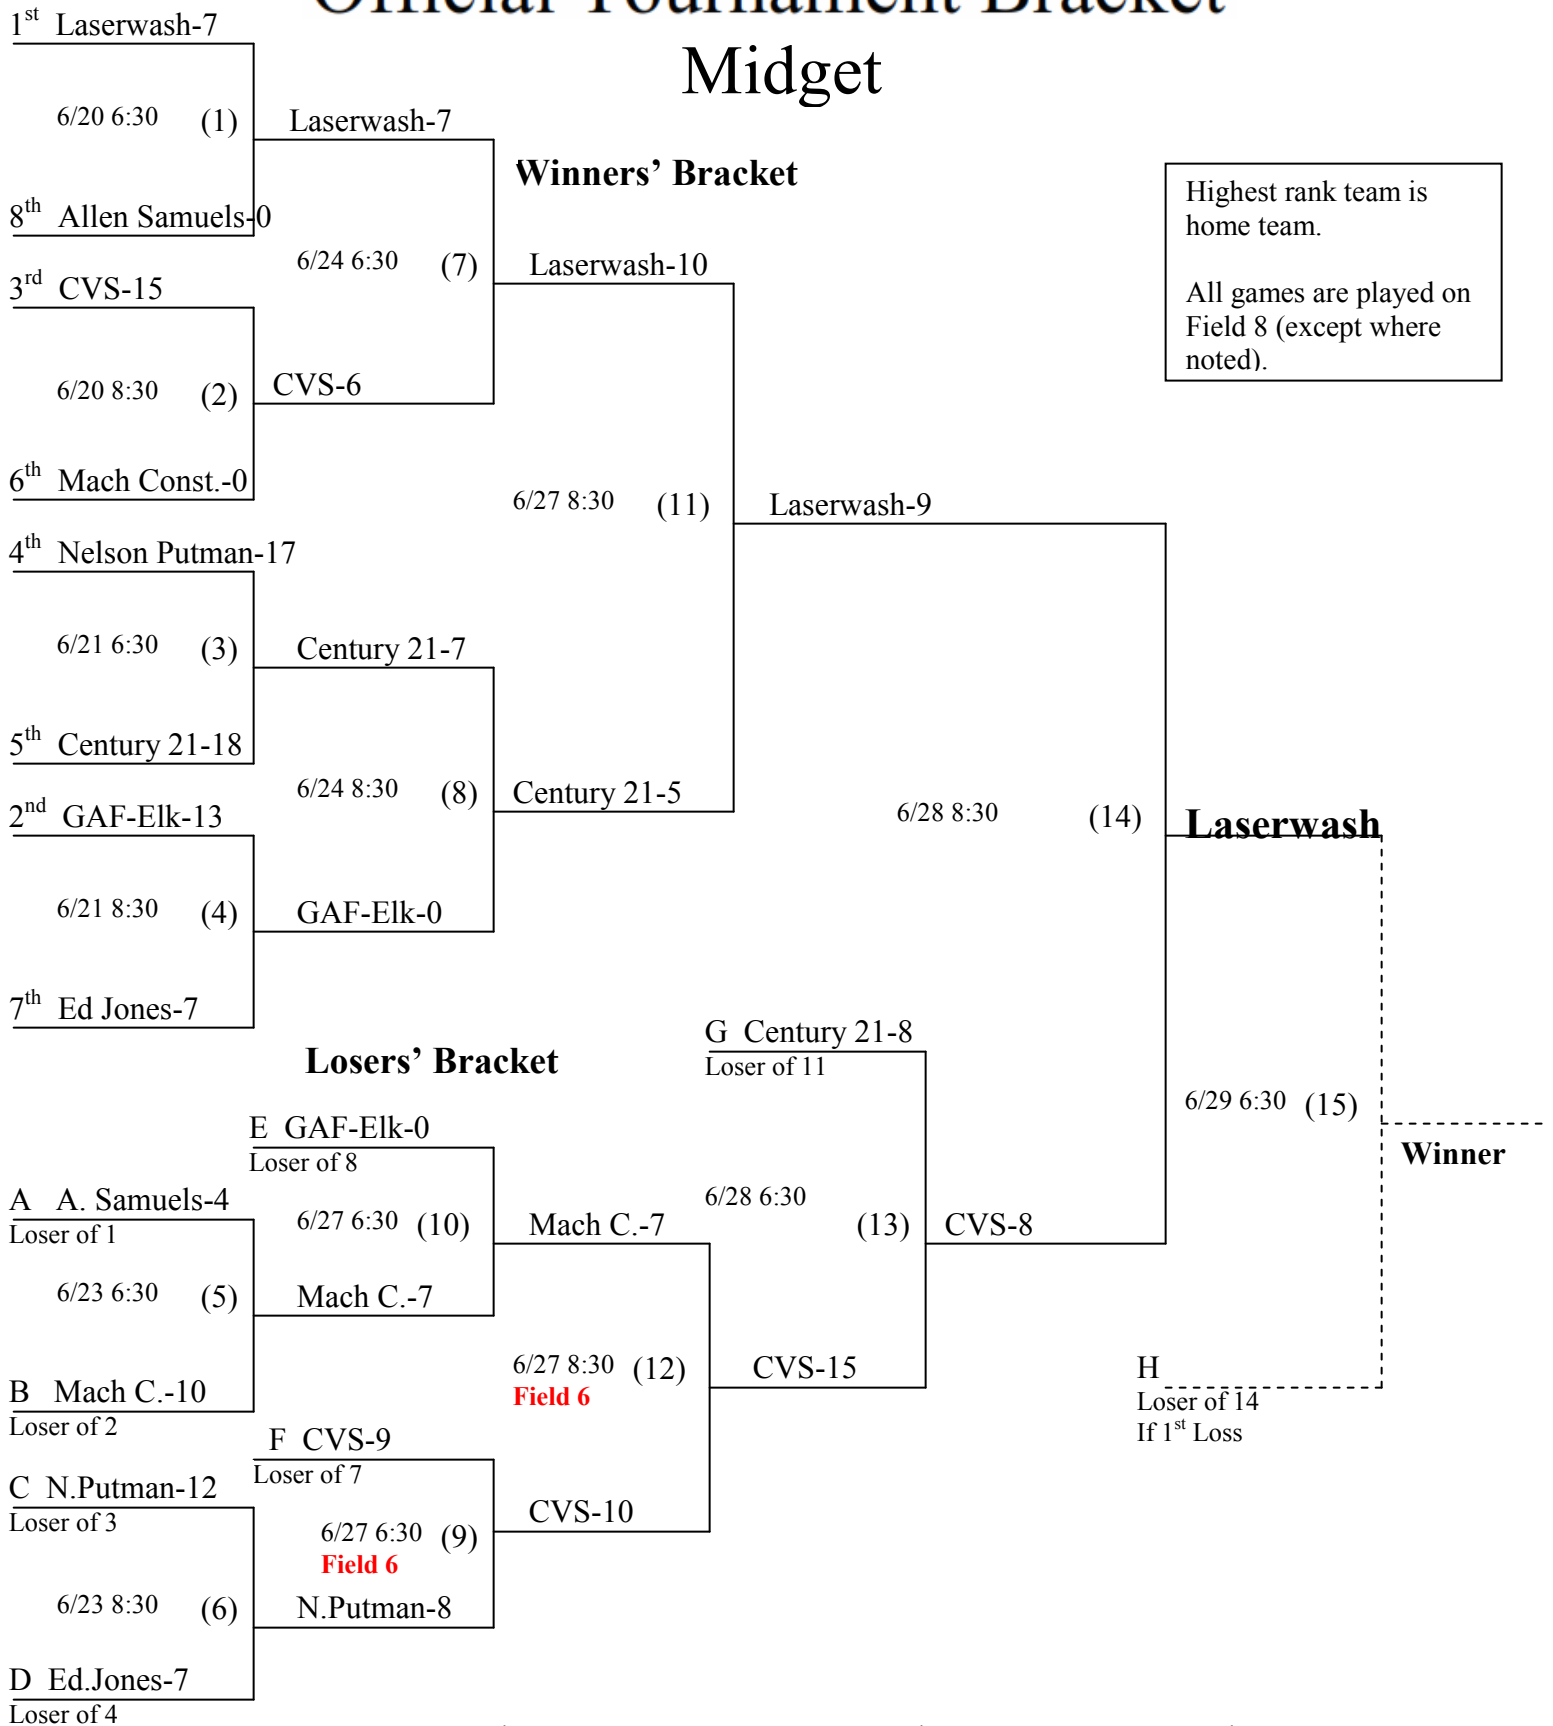 Official Tournament Bracket
Midget
1st Laserwash-7
6/20 6:30 (1)
Laserwash-7
8th Allen Samuels-0
Winners’ Bracket
Highest rank team is
home team.
All games are played on
Field 8 (except where
noted).
6/24 6:30 (7)
Laserwash-10
3rd CVS-15
6/20 8:30 (2)
CVS-6
6th Mach Const.-0
6/27 8:30 (11)
Laserwash-9
4th Nelson Putman-17
6/21 6:30 (3)
Century 21-7
5th Century 21-18
6/24 8:30 (8)
Century 21-5
2nd GAF-Elk-13
6/28 8:30 (14)
Laserwash
6/21 8:30 (4)
GAF-Elk-0
7th Ed Jones-7
Losers’ Bracket
G Century 21-8
Loser of 11
6/29 6:30 (15)
Winner
E GAF-Elk-0
Loser of 8
A A. Samuels-4
Loser of 1
6/27 6:30 (10)
Mach C.-7
6/28 6:30
(13)
CVS-8
6/23 6:30 (5)
Mach C.-7
6/27 8:30 (12)
Field 6
CVS-15
H
Loser of 14
If 1st Loss
B Mach C.-10
Loser of 2
F CVS-9
Loser of 7
C N.Putman-12
Loser of 3
6/27 6:30 (9)
Field 6
CVS-10
6/23 8:30 (6)
N.Putman-8
D Ed.Jones-7
Loser of 4